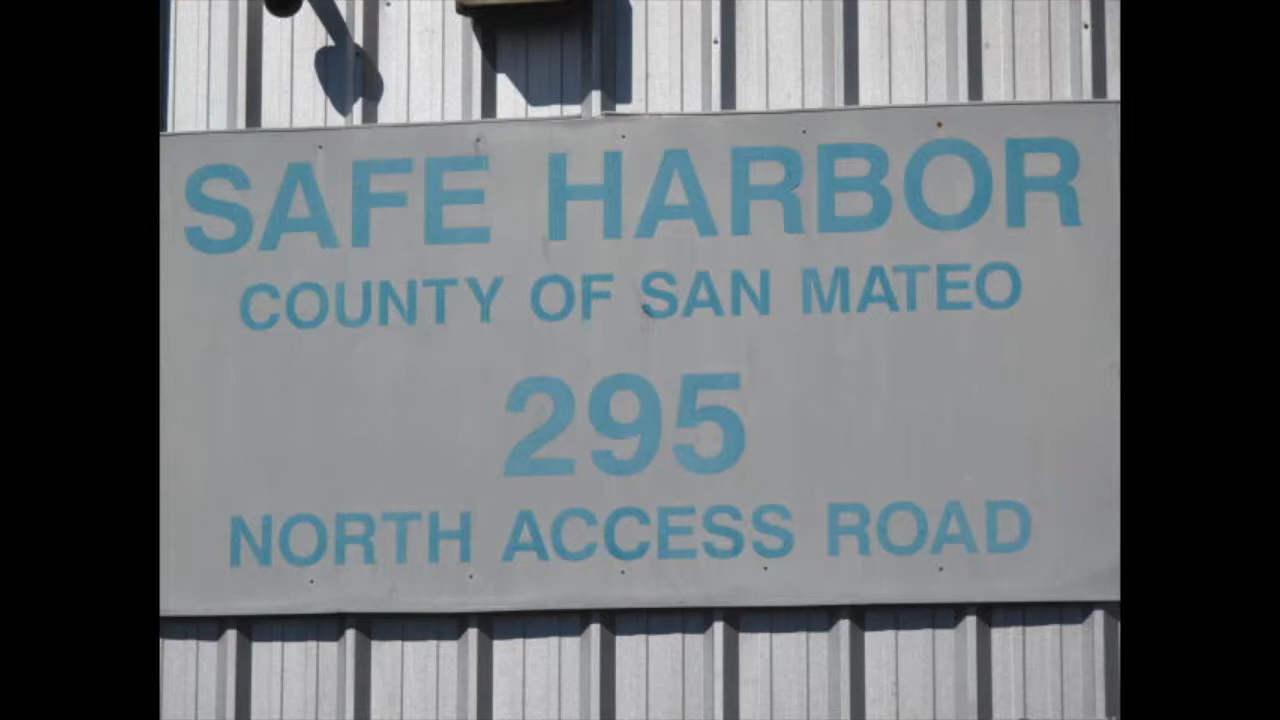 SAFE HARBOR
COUNTY OF SAN MATEO
295
NORTH ACCESS ROAD